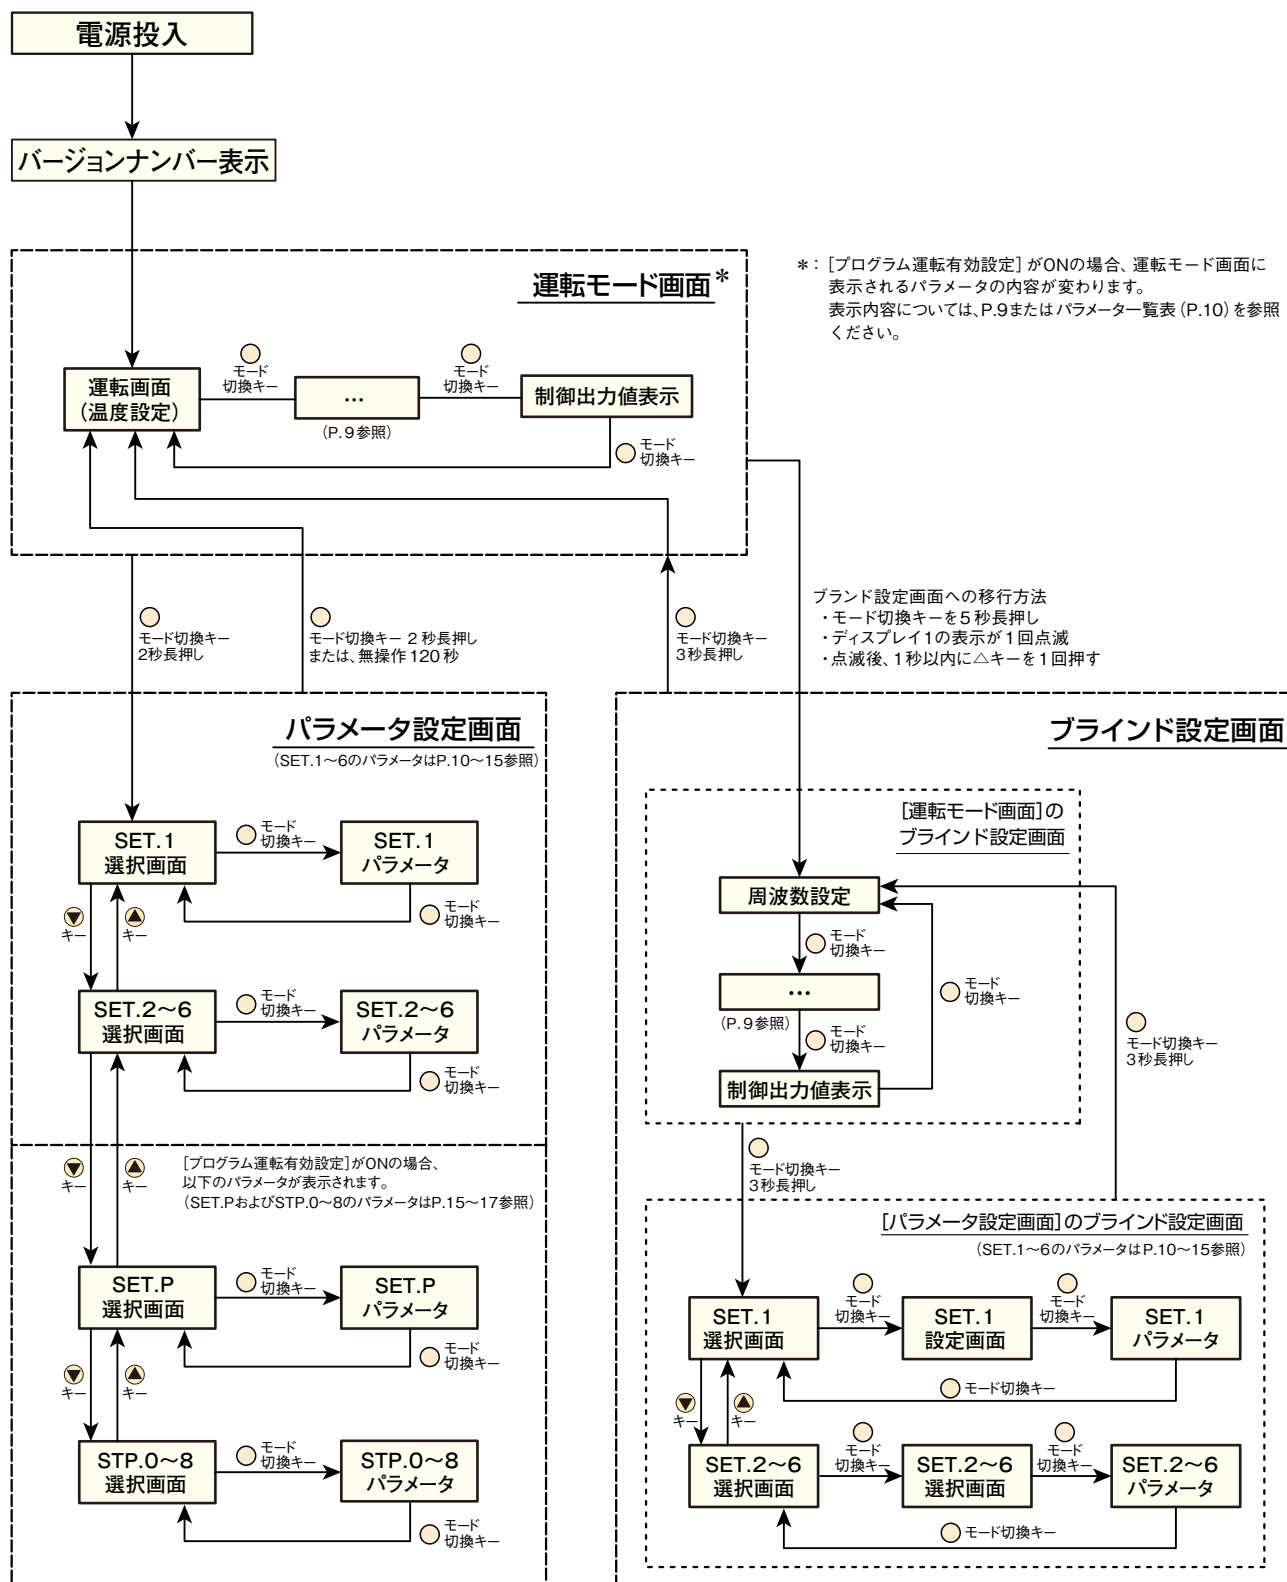 電源投入
バージョンナンバー表示
運転モード画面*
*：［プログラム運転有効設定］がONの場合、運転モード画面に
表示されるパラメータの内容が変わります。
表示内容については、P.9またはパラメータ一覧表（P.10）を参照
ください。
運転画面
（温度設定）
モード
切換キー
…
（P.9参照）
モード
切換キー
制御出力値表示
モード
切換キー
モード切換キー
2秒長押し
モード切換キー 2秒長押し
または、無操作120秒
モード切換キー
3秒長押し
ブランド設定画面への移行方法
・モード切換キーを5秒長押し
・ディスプレイ1の表示が1回点滅
・点滅後、1秒以内に△キーを1回押す
パラメータ設定画面
（SET.1～6のパラメータはP.10～15参照）
SET.1
選択画面
モード
切換キー
SET.1
パラメータ
モード
切換キー
▼
キー
▲
キー
SET.2～6
選択画面
モード
切換キー
SET.2～6
パラメータ
モード
切換キー
▼
キー
▲
キー
［プログラム運転有効設定］がONの場合、
以下のパラメータが表示されます。
（SET.PおよびSTP.0～8のパラメータはP.15～17参照）
SET.P
選択画面
モード
切換キー
SET.P
パラメータ
モード
切換キー
▼
キー
▲
キー
STP.0～8
選択画面
モード
切換キー
STP.0～8
パラメータ
モード
切換キー
ブラインド設定画面
［運転モード画面］の
ブラインド設定画面
周波数設定
モード
切換キー
…
（P.9参照）
モード
切換キー
制御出力値表示
モード
切換キー
モード切換キー
3秒長押し
モード切換キー
3秒長押し
［パラメータ設定画面］のブラインド設定画面
（SET.1～6のパラメータはP.10～15参照）
SET.1
選択画面
モード
切換キー
SET.1
設定画面
モード
切換キー
SET.1
パラメータ
モード切換キー
▼
キー
▲
キー
SET.2～6
選択画面
モード
切換キー
SET.2～6
選択画面
モード
切換キー
SET.2～6
パラメータ
モード切換キー